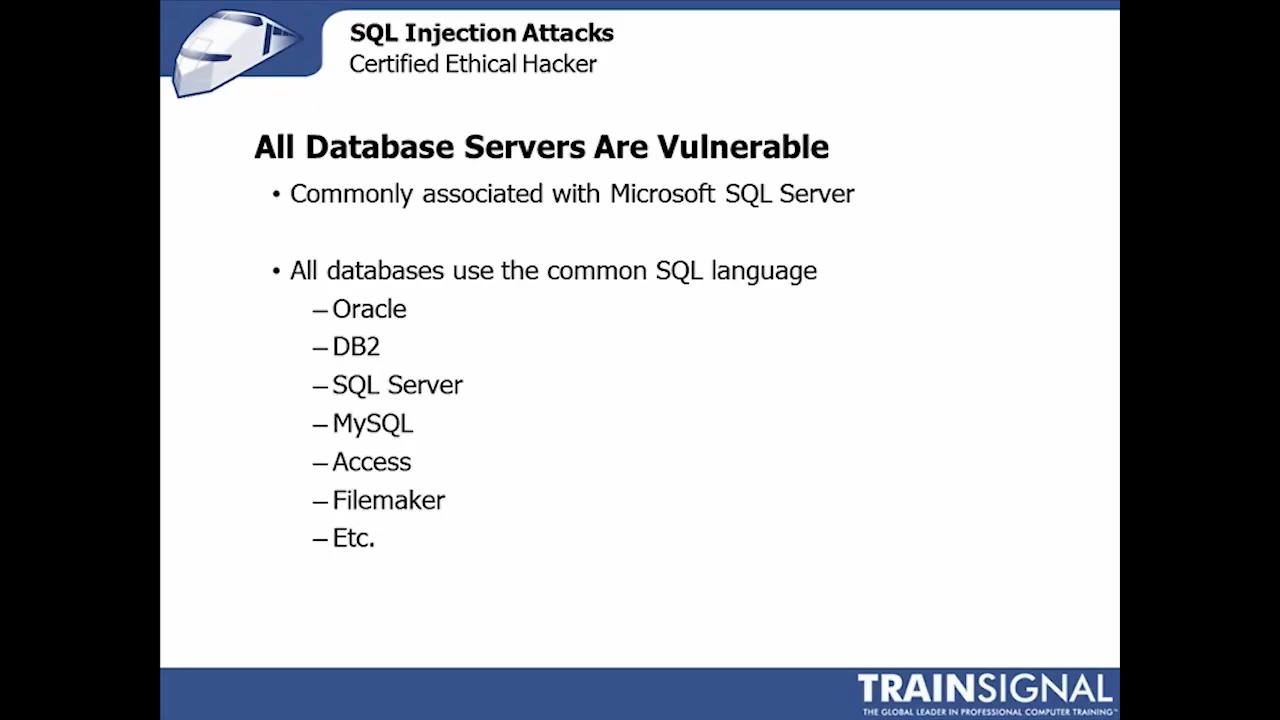 SQL Injection Attacks
Certified Ethical Hacker
All Database Servers Are Vulnerable
• Commonly associated with Microsoft SQL Server
• All databases use the common SQL language
– Oracle
– DB2
– SQL Server
– MySQL
– Access
– Filemaker
– Etc.
TRAINSIGNAL
THE GLOBAL LEADER IN PROFESSIONAL COMPUTER TRAINING™